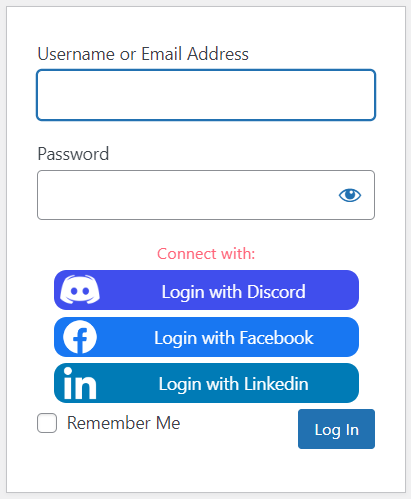 Username or Email Address
Password
Connect with:
Login with Discord
Login with Facebook
in Login with Linkedin
Remember Me
Log In